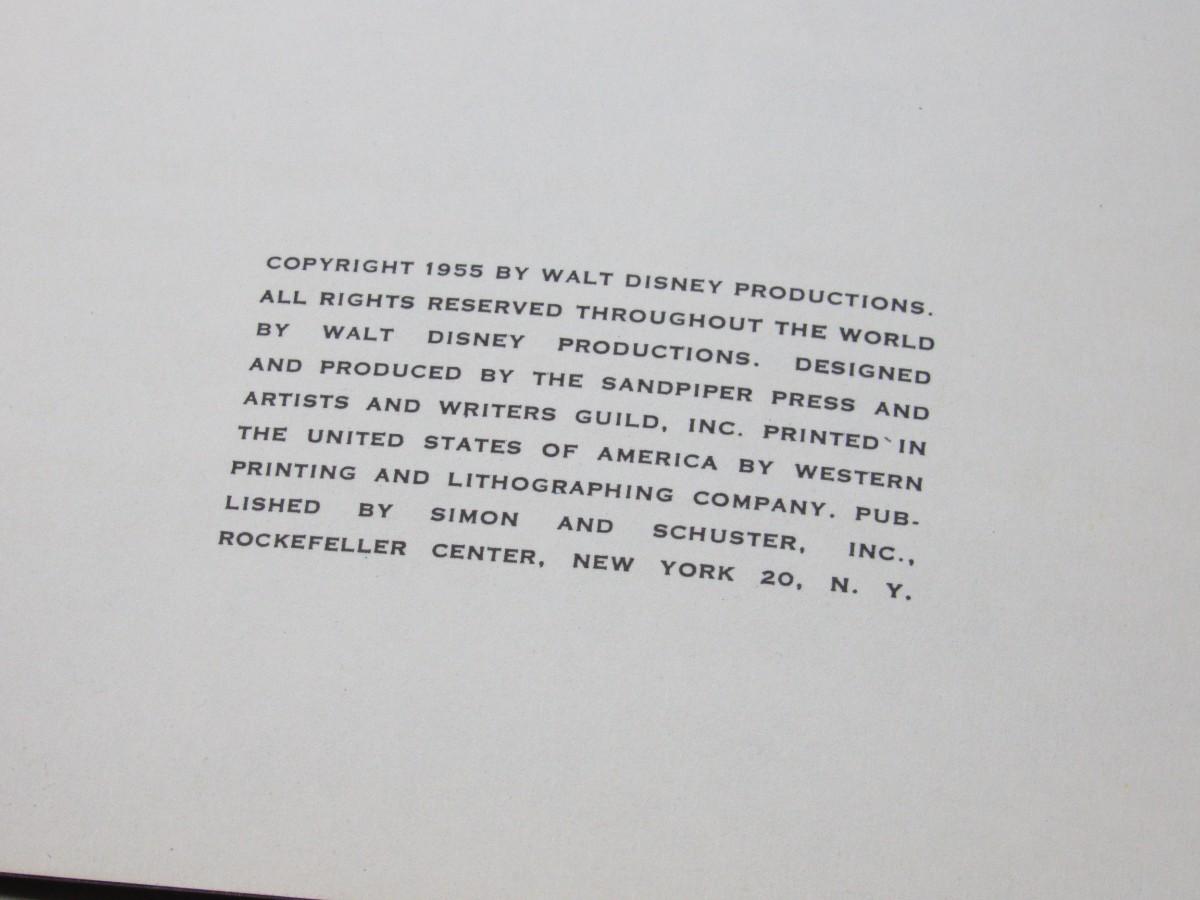 COPYRIGHT 1955 BY WALT DISNEY PRODUCTIONS.
ALL RIGHTS RESERVED THROUGHOUT THE WORLD
BY WALT DISNEY PRODUCTIONS. DESIGNED
AND PRODUCED BY THE SANDPIPER PRESS AND
ARTISTS AND WRITERS GUILD, INC. PRINTED IN
THE UNITED STATES OF AMERICA BY WESTERN
PRINTING AND LITHOGRAPHING COMPANY. PUB-
LISHED BY SIMON AND SCHUSTER, INC.,
ROCKEFELLER CENTER, NEW YORK 20, N. Y.